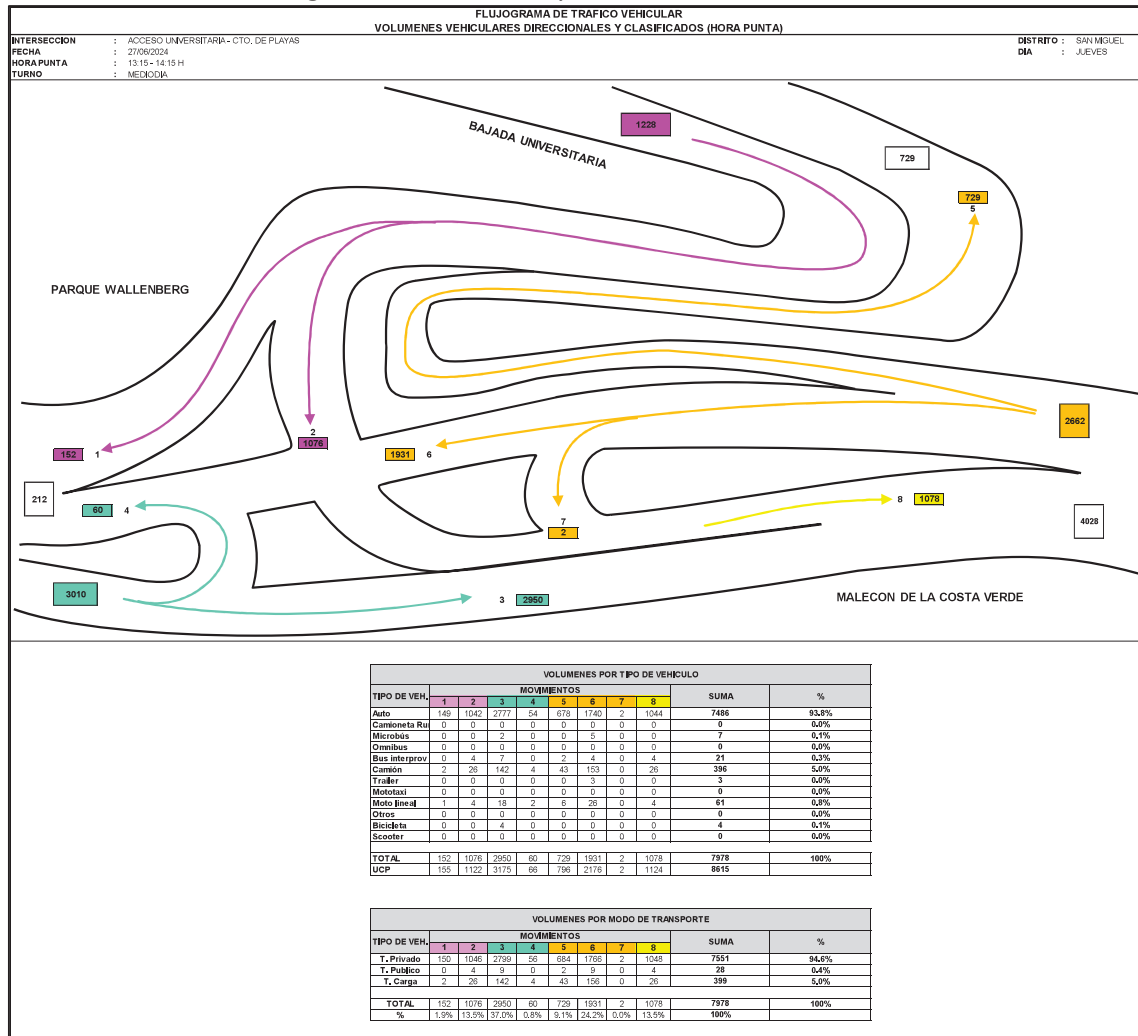 FLUJOGRAMA DE TRAFICO VEHICULAR
VOLUMENES VEHICULARES DIRECCIONALES Y CLASIFICADOS (HORA PUNTA)
INTERSECCION : ACCESO UNIVERSITARIA - CTO. DE PLAYAS DISTRITO : SAN MIGUEL
FECHA : 27/06/2024 DIA : JUEVES
HORA PUNTA : 13:15 - 14:15 H
TURNO : MEDIODIA
1228
BAJADA UNIVERSITARIA
729
729
5
PARQUE WALLENBERG
2662
2
1076
152 1
1931 6
212
60 4
8 1078
7
2
4028
3010
3 2950
MALECON DE LA COSTA VERDE
VOLUMENES POR TIPO DE VEHICULO
TIPO DE VEH. MOVIMIENTOS SUMA %
1 2 3 4 5 6 7 8
Auto 149 1042 2777 54 678 1740 2 1044 7486 93.8%
Camioneta Ru 0 0 0 0 0 0 0 0 0 0.0%
Microbús 0 0 2 0 0 5 0 0 7 0.1%
Omnibus 0 0 0 0 0 0 0 0 0 0.0%
Bus interprov 0 4 7 0 2 4 0 4 21 0.3%
Camión 2 26 142 4 43 153 0 26 396 5.0%
Trailer 0 0 0 0 0 3 0 0 3 0.0%
Mototaxi 0 0 0 0 0 0 0 0 0 0.0%
Moto lineal 1 4 18 2 6 26 0 4 61 0.8%
Otros 0 0 0 0 0 0 0 0 0 0.0%
Bicicleta 0 0 4 0 0 0 0 0 4 0.1%
Scooter 0 0 0 0 0 0 0 0 0 0.0%
TOTAL 152 1076 2950 60 729 1931 2 1078 7978 100%
UCP 155 1122 3175 66 796 2176 2 1124 8615
VOLUMENES POR MODO DE TRANSPORTE
TIPO DE VEH. MOVIMIENTOS SUMA %
1 2 3 4 5 6 7 8
T. Privado 150 1046 2799 56 684 1766 2 1048 7551 94.6%
T. Publico 0 4 9 0 2 9 0 4 28 0.4%
T. Carga 2 26 142 4 43 156 0 26 399 5.0%
TOTAL 152 1076 2950 60 729 1931 2 1078 7978 100%
% 1.9% 13.5% 37.0% 0.8% 9.1% 24.2% 0.0% 13.5% 100%